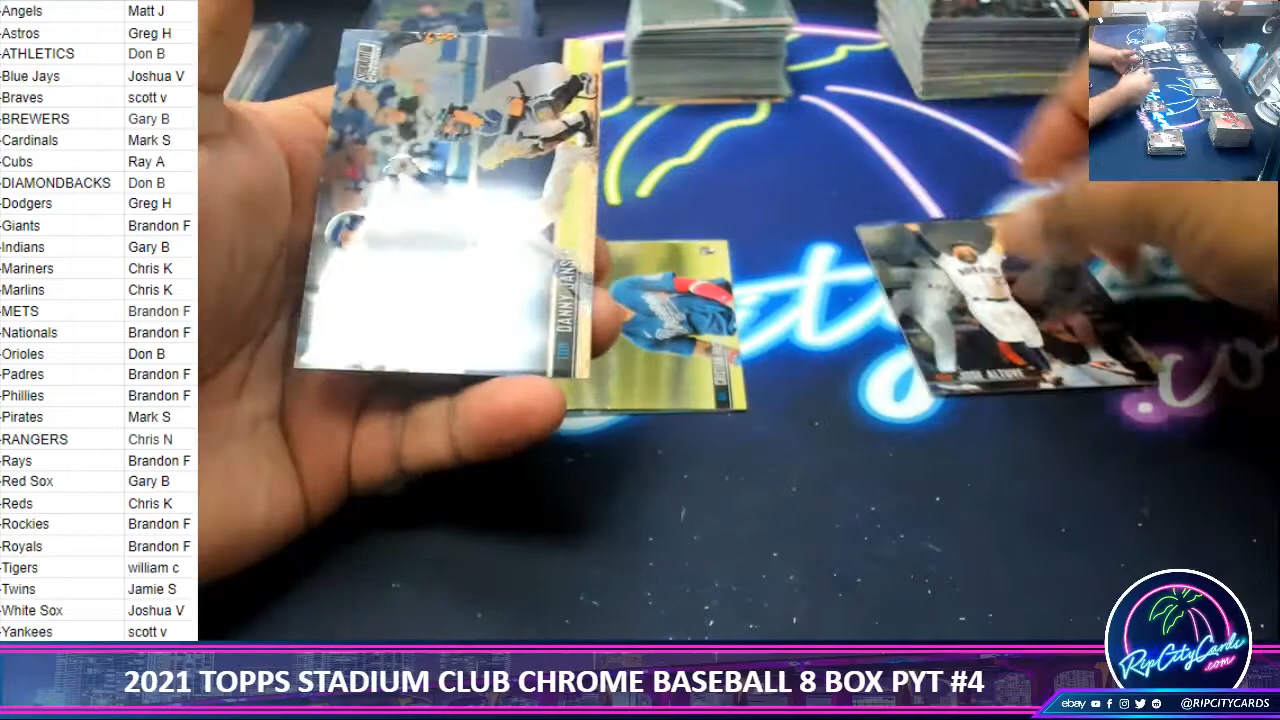 -Angels Matt J
-Astros Greg H
-ATHLETICS Don B
-Blue Jays Joshua V
-Braves scott v
-BREWERS Gary B
-Cardinals Mark S
-Cubs Ray A
-DIAMONDBACKS Don B
-Dodgers Greg H
-Giants Brandon F
-Indians Gary B
-Mariners Chris K
-Marlins Chris K
-METS Brandon F
-Nationals Brandon F
-Orioles Don B
-Padres Brandon F
-Phillies Brandon F
-Pirates Mark S
-RANGERS Chris N
-Rays Brandon F
-Red Sox Gary B
-Reds Chris K
-Rockies Brandon F
-Royals Brandon F
-Tigers william c
-Twins Jamie S
-White Sox Joshua V
-Yankees scott v
DANNY JANS
JOSE ALTUVE
ty
.co
RipCityCards
.com
2021 TOPPS STADIUM CLUB CHROME BASEBALL 8 BOX PYT #4
ebay @RIPCITYCARDS